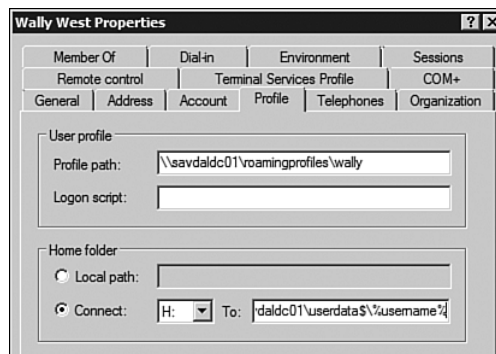 Wally West Properties
Member Of Dial-in Environment Sessions
Remote control Terminal Services Profile COM+
General Address Account Profile Telephones Organization
User profile
Profile path: \\savdaldc01\roamingprofiles\wally
Logon script:
Home folder
Local path:
Connect: H: To: daldc01\userdata$\%username%